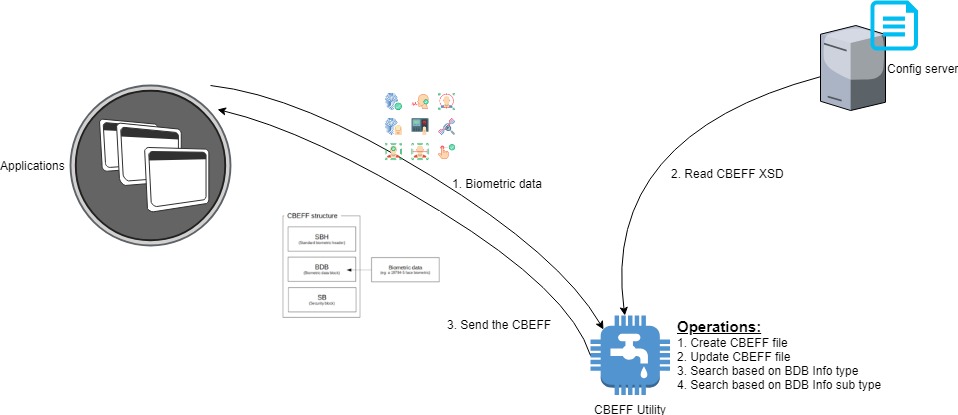 Config server
Applications
1. Biometric data
2. Read CBEFF XSD
CBEFF structure
SBH
(Standard biometric header)
BDB
(Biometric data block)
Biometric data
(e.g. a 19794-5 face biometrics)
SB
(Security block)
3. Send the CBEFF
Operations:
1. Create CBEFF file
2. Update CBEFF file
3. Search based on BDB Info type
4. Search based on BDB Info sub type
CBEFF Utility